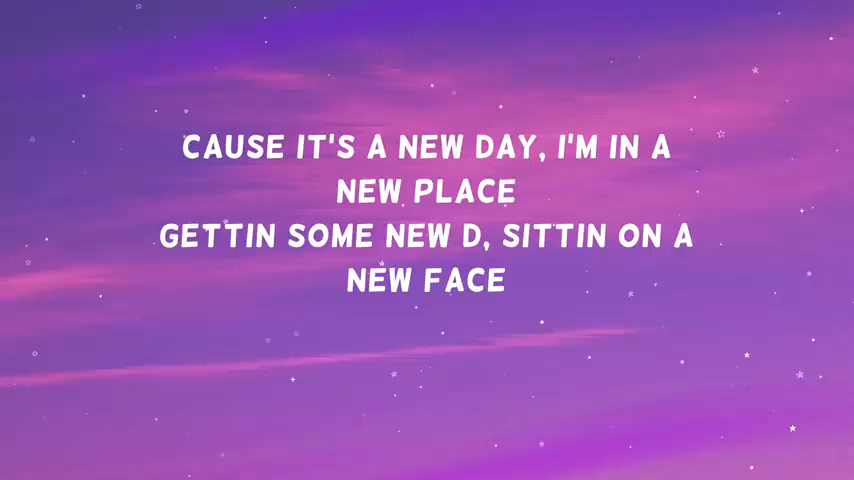 CAUSE IT'S A NEW DAY, I'M IN A
NEW PLACE
GETTIN SOME NEW D, SITTIN ON A
NEW FACE